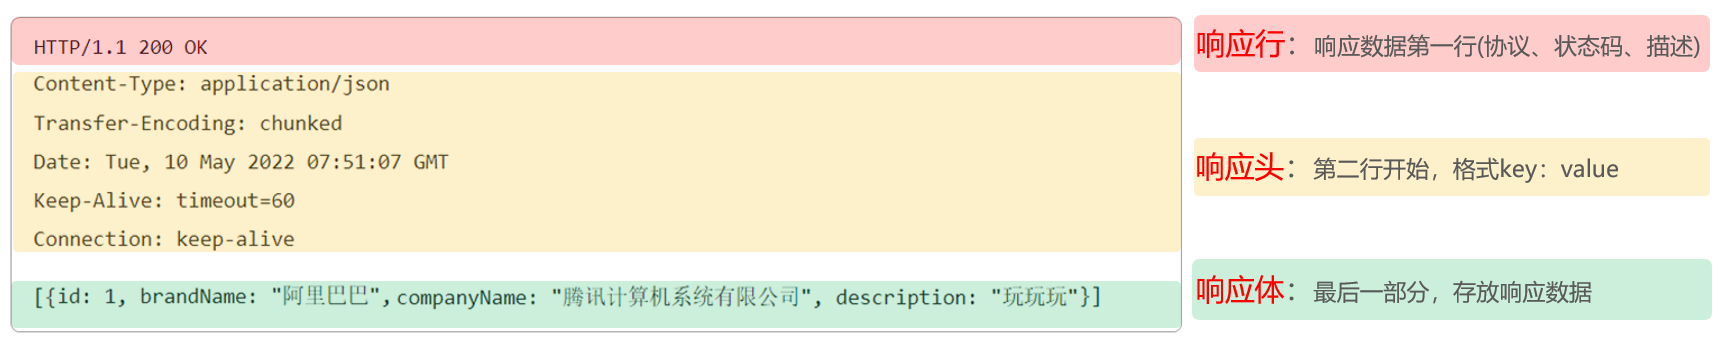 HTTP/1.1 200 OK
响应行：响应数据第一行(协议、状态码、描述)
Content-Type: application/json
Transfer-Encoding: chunked
Date: Tue, 10 May 2022 07:51:07 GMT
Keep-Alive: timeout=60
Connection: keep-alive
响应头：第二行开始，格式key：value
[{id: 1, brandName: "阿里巴巴",companyName: "腾讯计算机系统有限公司", description: "玩玩玩"}]
响应体：最后一部分，存放响应数据